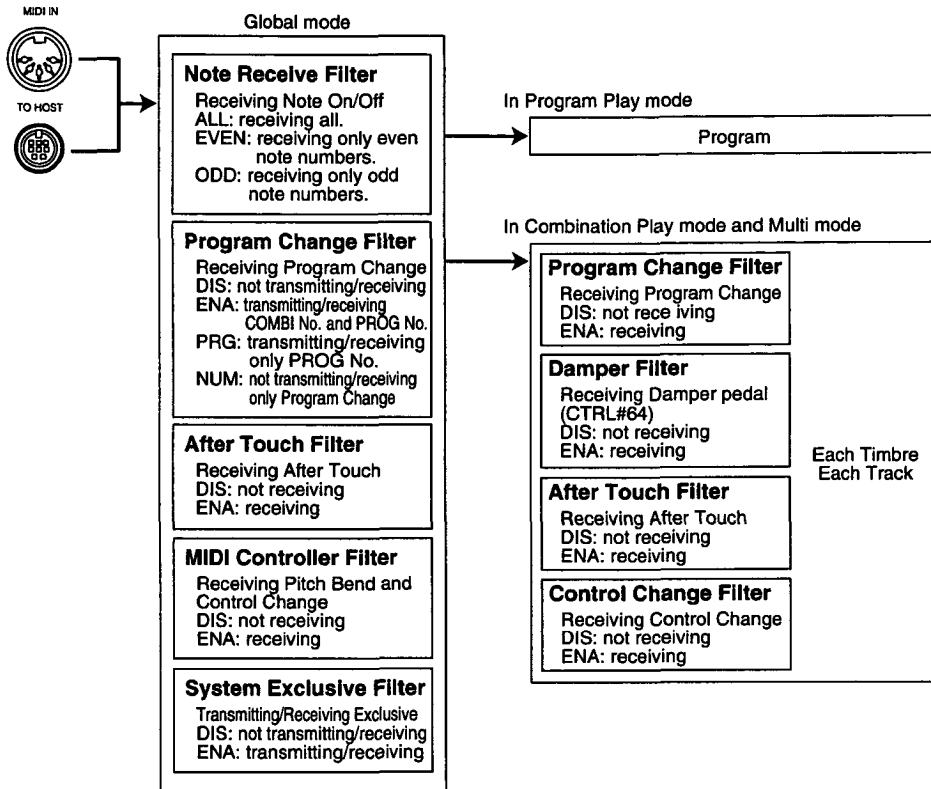 MIDI IN
TO HOST
Global mode
Note Receive Filter
Receiving Note On/Off
ALL: receiving all.
EVEN: receiving only even
note numbers.
ODD: receiving only odd
note numbers.
Program Change Filter
Receiving Program Change
DIS: not transmitting/receiving
ENA: transmitting/receiving
COMBI No. and PROG No.
PRG: transmitting/receiving
only PROG No.
NUM: not transmitting/receiving
only Program Change
After Touch Filter
Receiving After Touch
DIS: not receiving
ENA: receiving
MIDI Controller Filter
Receiving Pitch Bend and
Control Change
DIS: not receiving
ENA: receiving
System Exclusive Filter
Transmitting/Receiving Exclusive
DIS: not transmitting/receiving
ENA: transmitting/receiving
In Program Play mode
Program
In Combination Play mode and Multi mode
Program Change Filter
Receiving Program Change
DIS: not rece iving
ENA: receiving
Damper Filter
Receiving Damper pedal
(CTRL#64)
DIS: not receiving
ENA: receiving
After Touch Filter
Receiving After Touch
DIS: not receiving
ENA: receiving
Control Change Filter
Receiving Control Change
DIS: not receiving
ENA: receiving
Each Timbre
Each Track